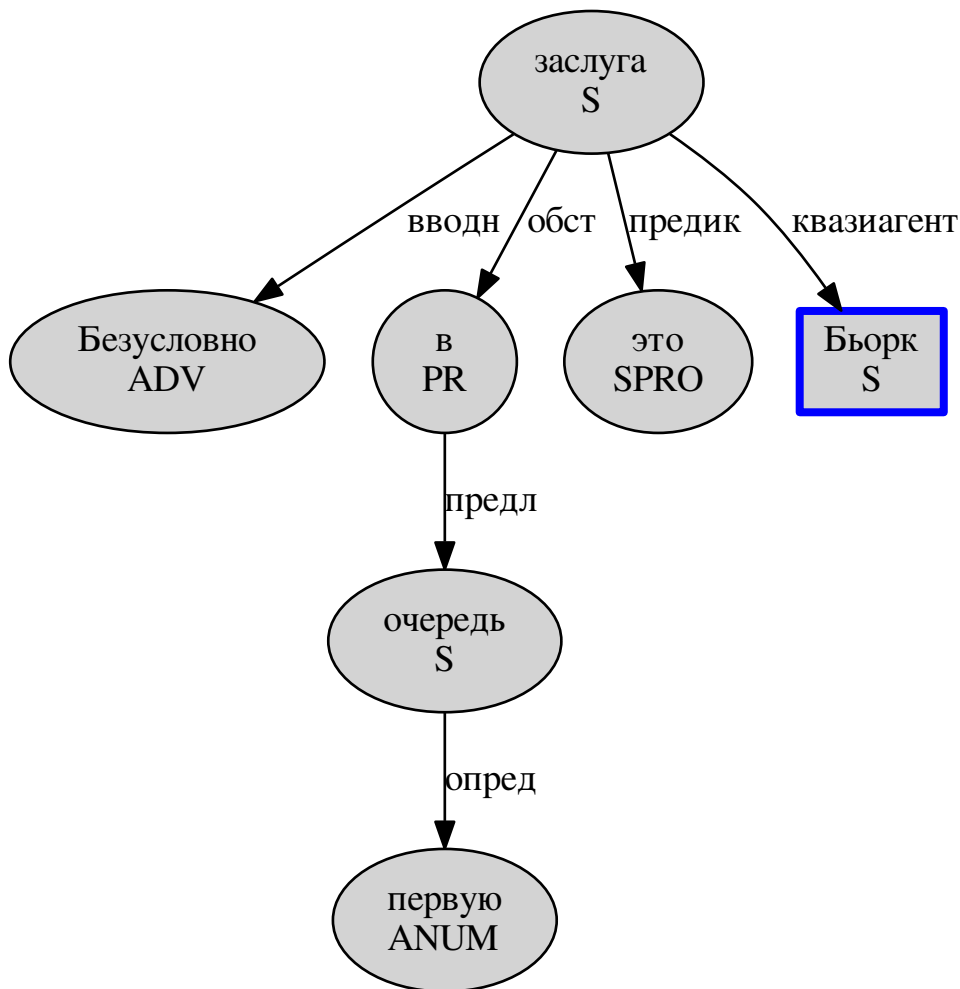 заслуга
S
вводн
обст
предик
квазиагент
Безусловно
ADV
в
PR
это
SPRO
Бьорк
S
предл
очередь
S
опред
первую
ANUM